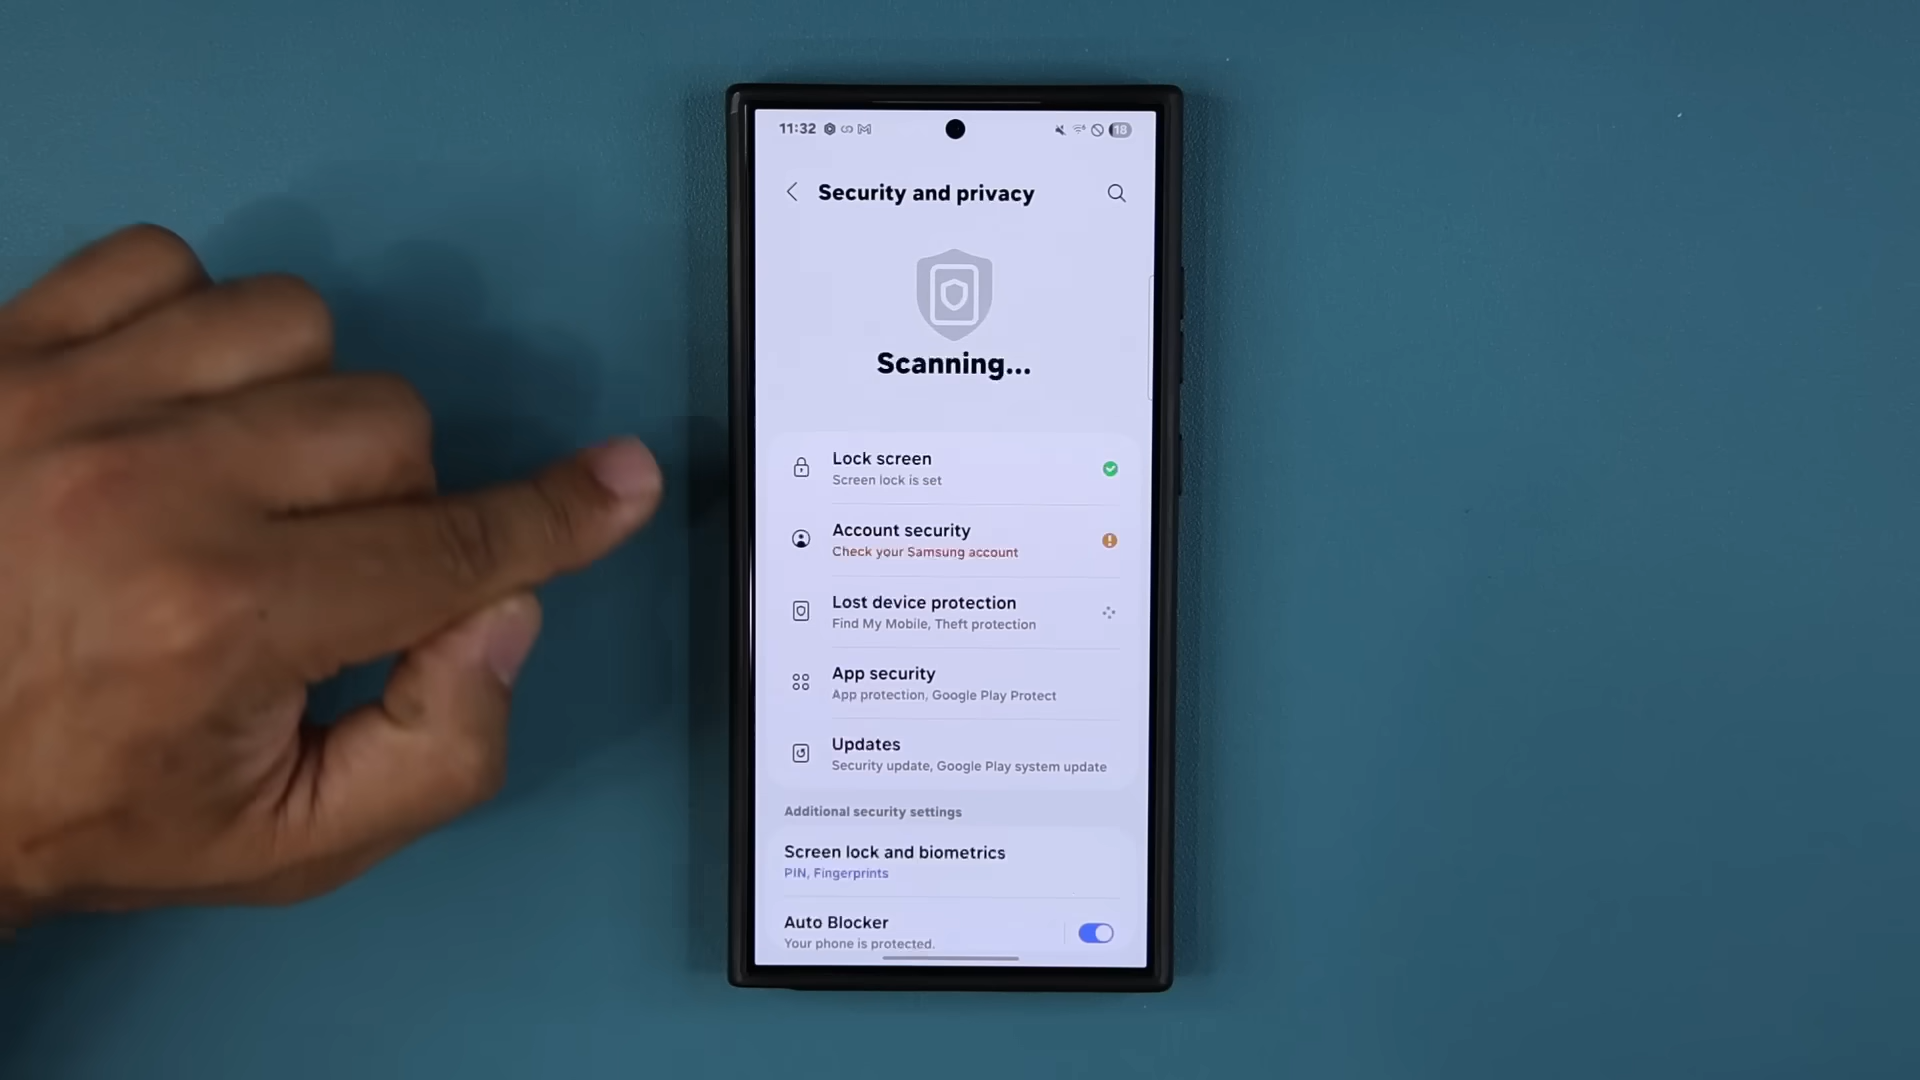 11:32
18
Security and privacy
Scanning...
Lock screen
Screen lock is set
Account security
Check your Samsung account
Lost device protection
Find My Mobile, Theft protection
App security
App protection, Google Play Protect
Updates
Security update, Google Play system update
Additional security settings
Screen lock and biometrics
PIN, Fingerprints
Auto Blocker
Your phone is protected.